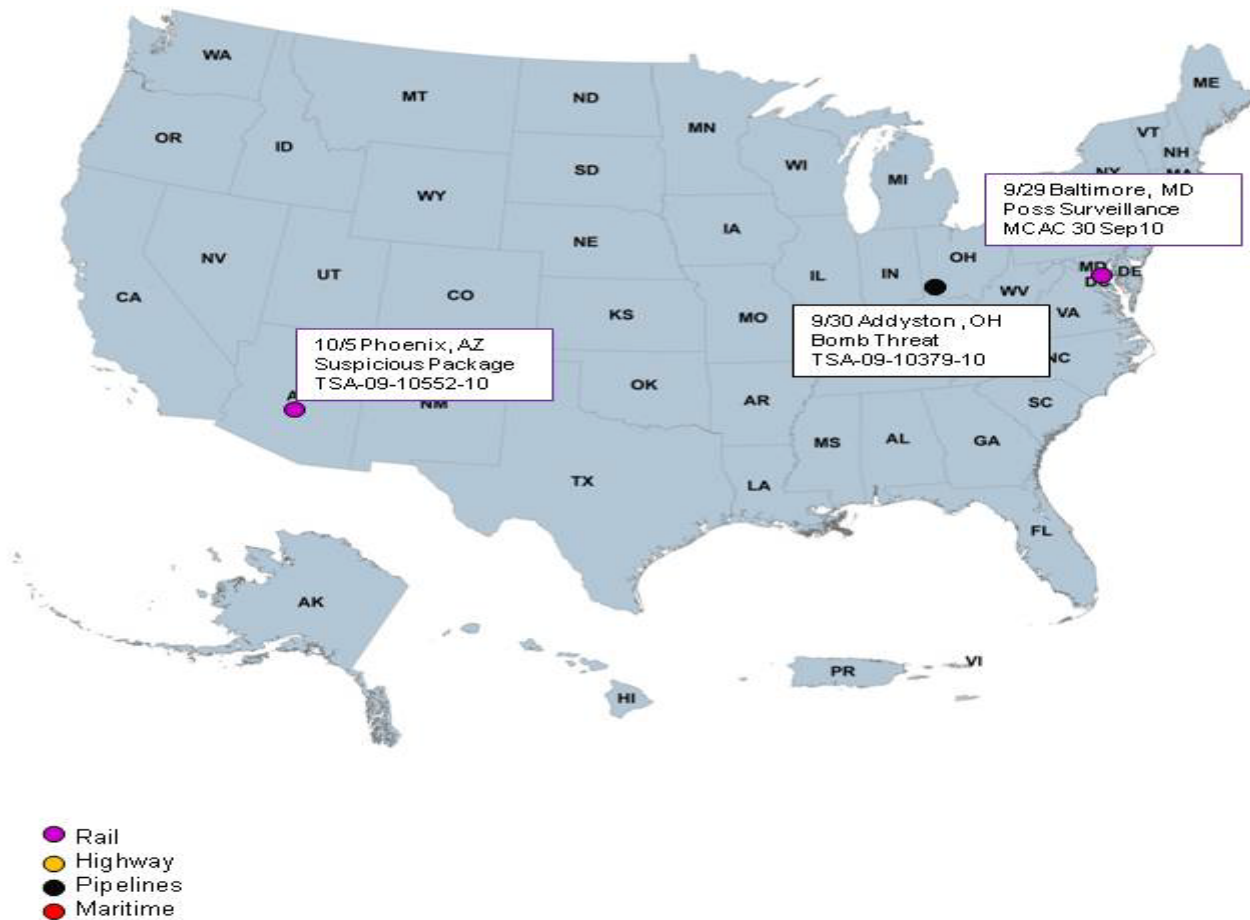 WA
MT
ND
MN
ME
VT
NH
OR
ID
SD
WI
MI
NY
MA
WY
9/29 Baltimore, MD
Poss Surveillance
MCAC 30 Sep10
IA
NE
NV
UT
CO
IL
IN
OH
MD
DE
DC
WV
VA
CA
KS
MO
9/30 Addyston, OH
Bomb Threat
TSA-09-10379-10
NC
10/5 Phoenix, AZ
Suspicious Package
TSA-09-10552-10
OK
AR
NM
SC
MS
AL
GA
TX
LA
FL
AK
HI
PR
VI
Rail
Highway
Pipelines
Maritime